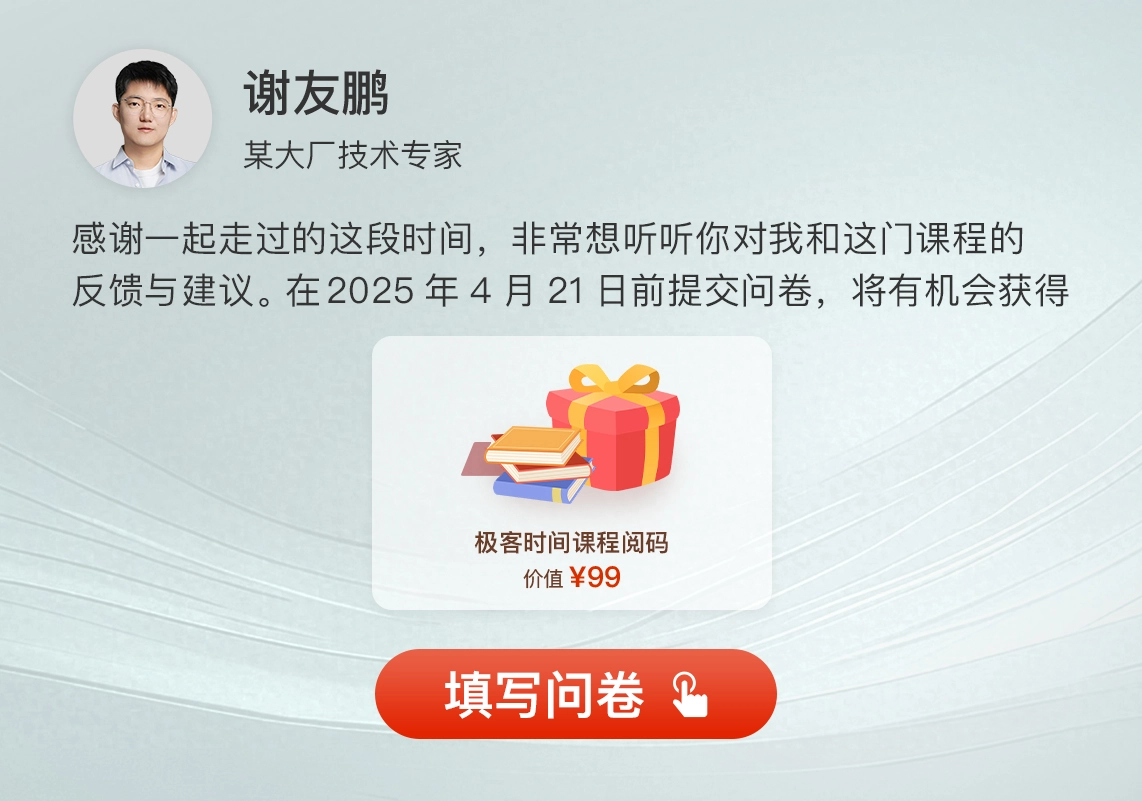 谢友鹏
某大厂技术专家
感谢一起走过的这段时间，非常想听听你对我和这门课程的
反馈与建议。在 2025 年 4 月 21 日前提交问卷，将有机会获得
极客时间课程阅码
价值 ¥99
填写问卷